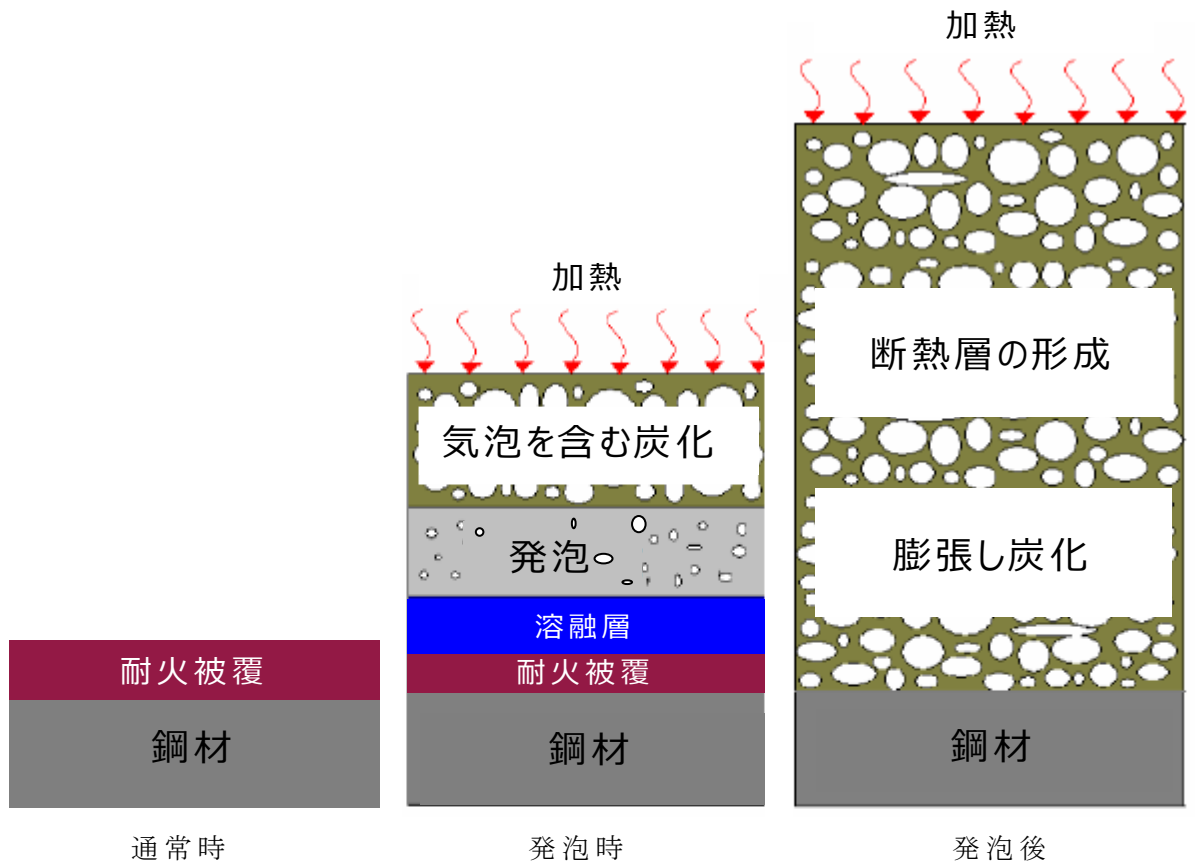 耐火被覆
鋼材
通常時
加熱
気泡を含む炭化
発泡
溶融層
耐火被覆
鋼材
発泡時
加熱
断熱層の形成
膨張し炭化
鋼材
発泡後